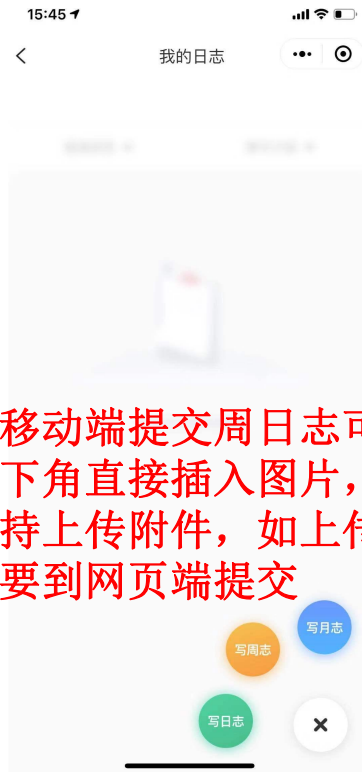 15:45
我的日志
移动端提交周日志可
下角直接插入图片，
持上传附件，如上传
要到网页端提交
写月志
写周志
写日志